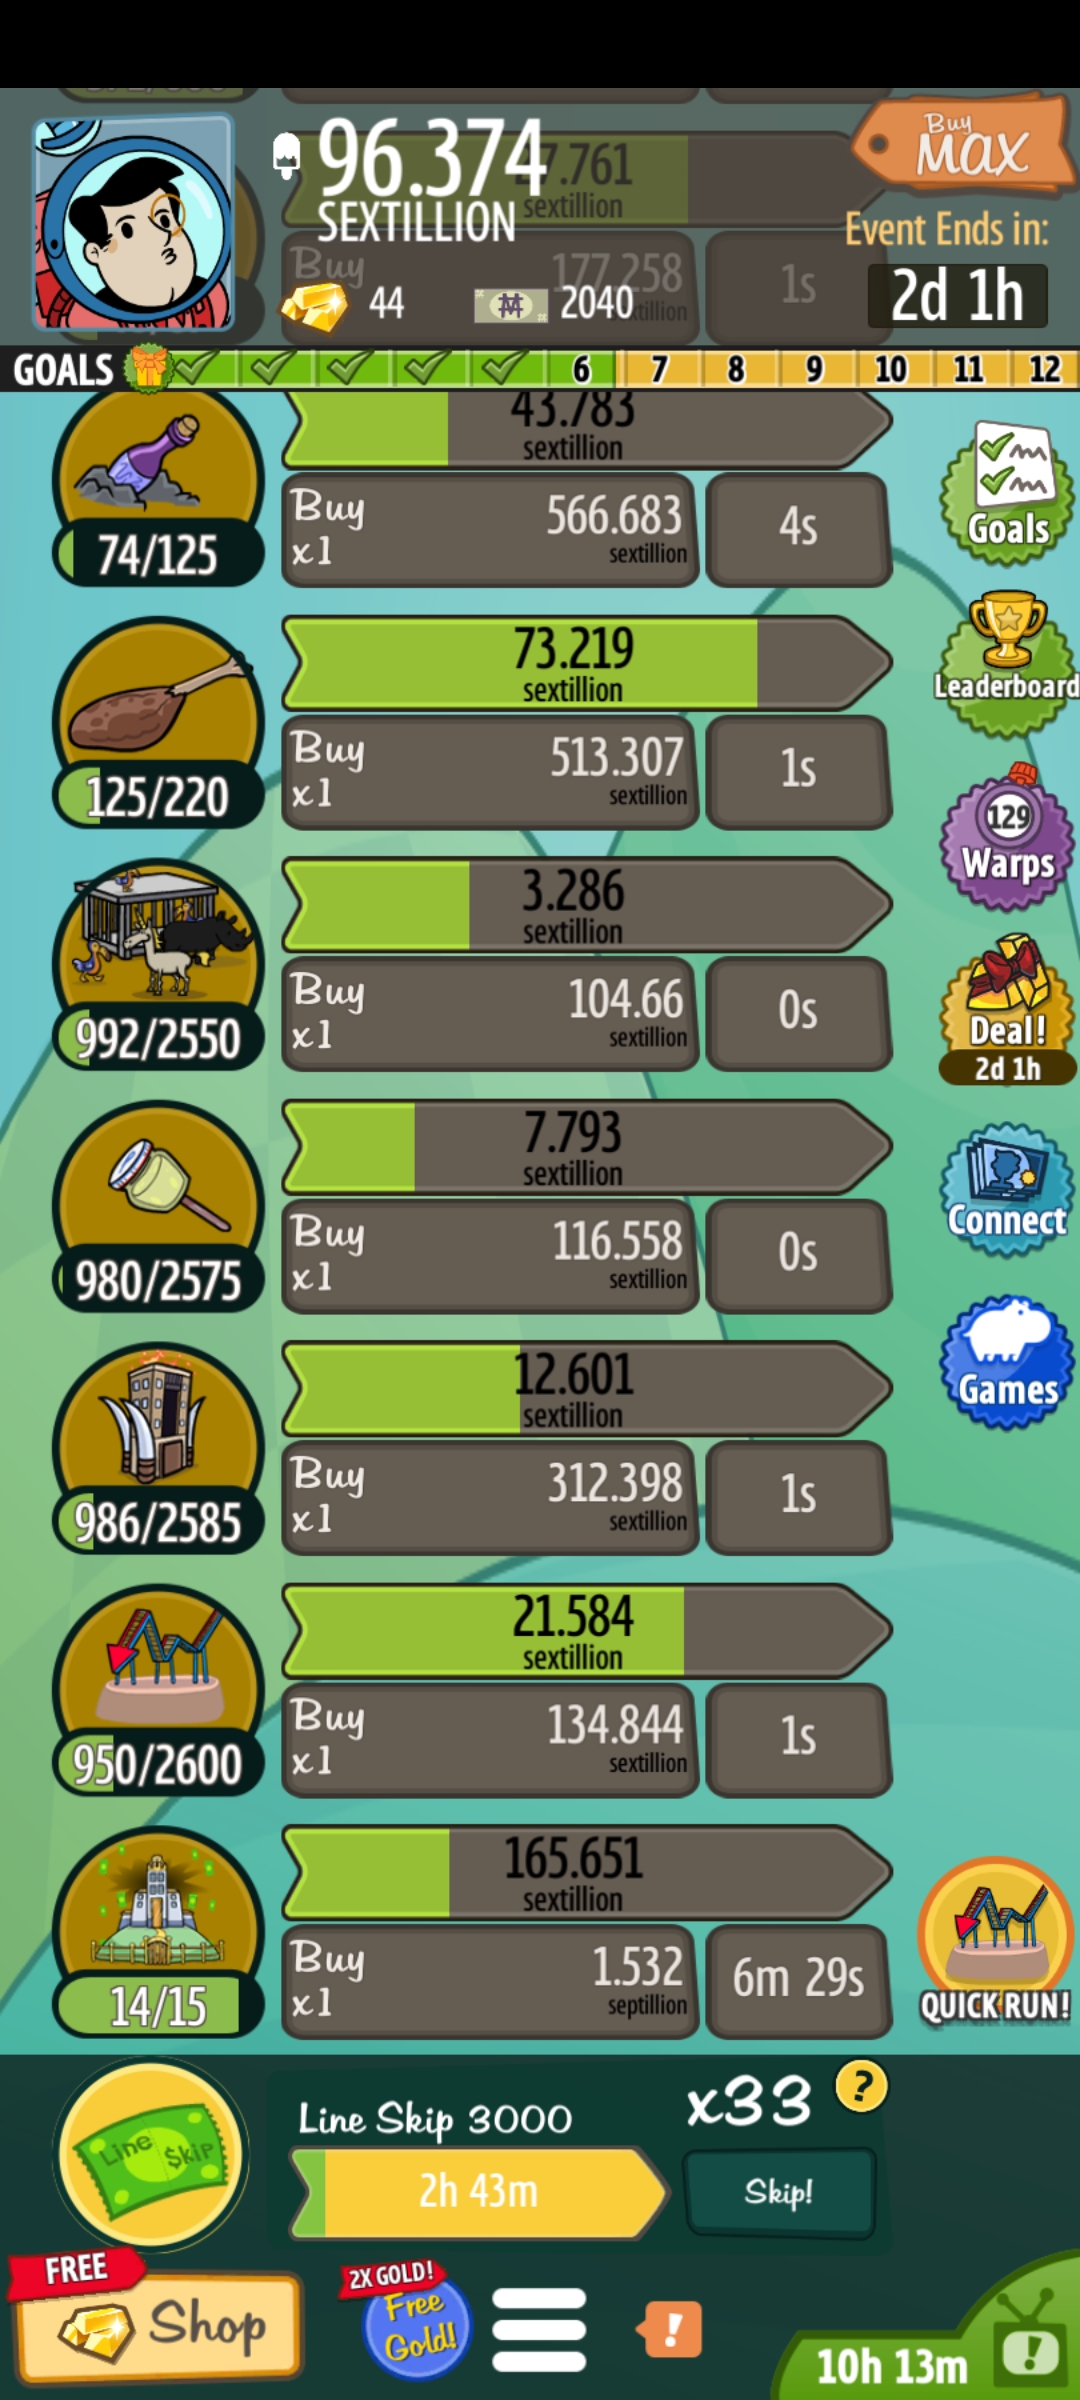 96.374
SEXTILLION
7.761
sextillion
Buy
MAX
Event Ends in:
2d 1h
Buy
177.258
1s
44
2040
GOALS
6
7
8
9
10
11
12
43.783
sextillion
74/125
Buy
x1
566.683
sextillion
4s
Goals
73.219
sextillion
125/220
Buy
x1
513.307
sextillion
1s
Leaderboard
129
Warps
3.286
sextillion
992/2550
Buy
x1
104.66
sextillion
0s
Deal!
2d 1h
7.793
sextillion
980/2575
Buy
x1
116.558
sextillion
0s
Connect
12.601
sextillion
986/2585
Buy
x1
312.398
sextillion
1s
Games
21.584
sextillion
950/2600
Buy
x1
134.844
sextillion
1s
165.651
sextillion
14/15
Buy
x1
1.532
septillion
6m 29s
QUICK RUN!
Line $kip
Line Skip 3000
x33
?
2h 43m
Skip!
FREE
Shop
2X GOLD!
Free
Gold!
!
10h 13m
!